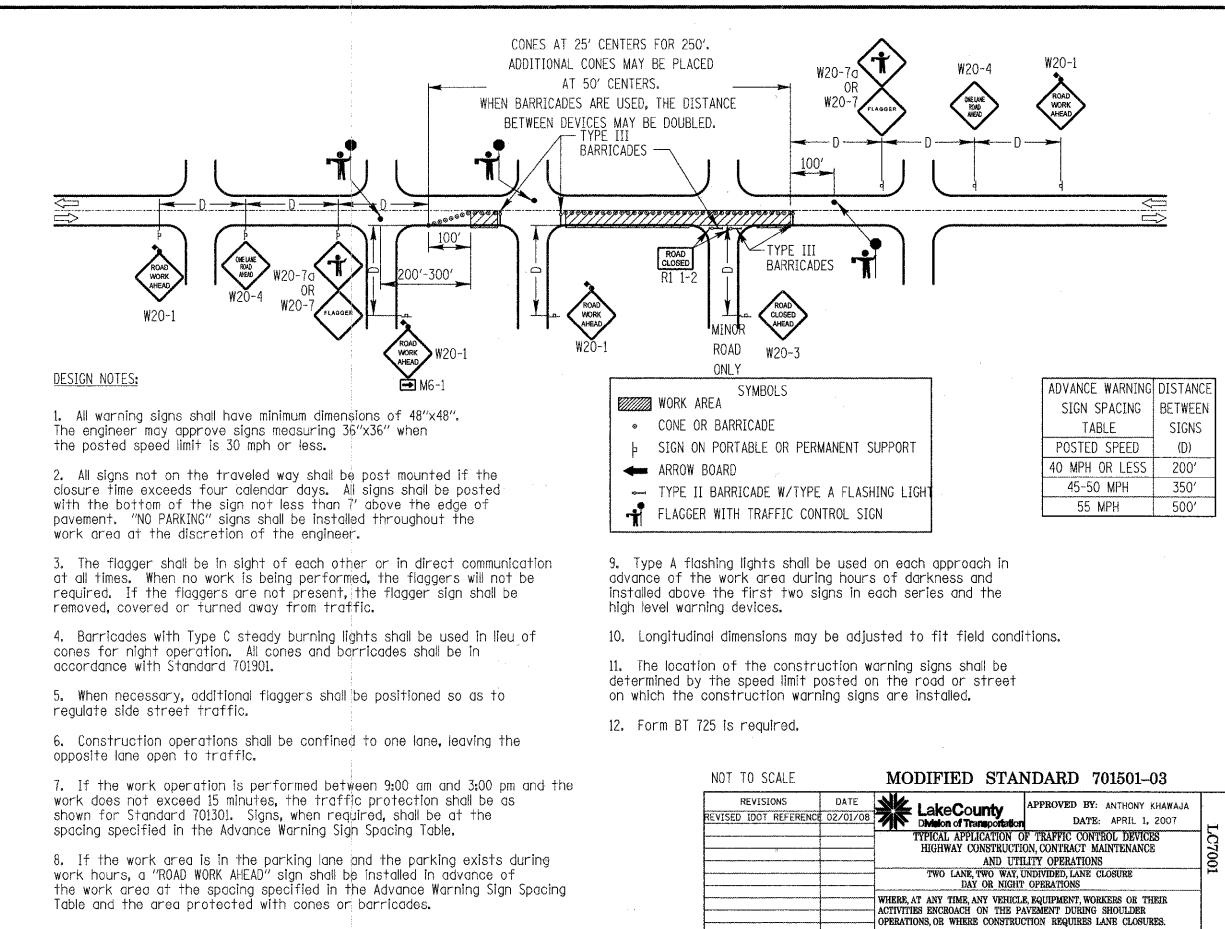 CONES AT 25' CENTERS FOR 250'.
ADDITIONAL CONES MAY BE PLACED
AT 50' CENTERS.
WHEN BARRICADES ARE USED, THE DISTANCE
BETWEEN DEVICES MAY BE DOUBLED.
TYPE III
BARRICADES
W20-7a
OR
W20-7
FLAGGER
W20-4
ONE LANE
ROAD
AHEAD
W20-1
ROAD
WORK
AHEAD
D
D
D
100'
D
D
D
100'
200'-300'
D
D
D
ROAD
WORK
AHEAD
W20-1
ONE LANE
ROAD
AHEAD
W20-4
W20-7a
OR
W20-7
FLAGGER
ROAD
WORK
AHEAD
W20-1
M6-1
ROAD
WORK
AHEAD
W20-1
ROAD
CLOSED
R1 1-2
TYPE III
BARRICADES
MINOR
ROAD
ONLY
ROAD
CLOSED
AHEAD
W20-3
DESIGN NOTES:
1. All warning signs shall have minimum dimensions of 48"x48".
The engineer may approve signs measuring 36"x36" when
the posted speed limit is 30 mph or less.
2. All signs not on the traveled way shall be post mounted if the
closure time exceeds four calendar days. All signs shall be posted
with the bottom of the sign not less than 7' above the edge of
pavement. "NO PARKING" signs shall be installed throughout the
work area at the discretion of the engineer.
3. The flagger shall be in sight of each other or in direct communication
at all times. When no work is being performed, the flaggers will not be
required. If the flaggers are not present, the flagger sign shall be
removed, covered or turned away from traffic.
4. Barricades with Type C steady burning lights shall be used in lieu of
cones for night operation. All cones and barricades shall be in
accordance with Standard 701901.
5. When necessary, additional flaggers shall be positioned so as to
regulate side street traffic.
6. Construction operations shall be confined to one lane, leaving the
opposite lane open to traffic.
7. If the work operation is performed between 9:00 am and 3:00 pm and the
work does not exceed 15 minutes, the traffic protection shall be as
shown for Standard 701301. Signs, when required, shall be at the
spacing specified in the Advance Warning Sign Spacing Table.
8. If the work area is in the parking lane and the parking exists during
work hours, a "ROAD WORK AHEAD" sign shall be installed in advance of
the work area at the spacing specified in the Advance Warning Sign Spacing
Table and the area protected with cones or barricades.
SYMBOLS
WORK AREA
CONE OR BARRICADE
SIGN ON PORTABLE OR PERMANENT SUPPORT
ARROW BOARD
TYPE II BARRICADE W/TYPE A FLASHING LIGHT
FLAGGER WITH TRAFFIC CONTROL SIGN
ADVANCE WARNING SIGN SPACING TABLE
DISTANCE BETWEEN SIGNS
POSTED SPEED (D)
40 MPH OR LESS 200'
45-50 MPH 350'
55 MPH 500'
9. Type A flashing lights shall be used on each approach in
advance of the work area during hours of darkness and
installed above the first two signs in each series and the
high level warning devices.
10. Longitudinal dimensions may be adjusted to fit field conditions.
11. The location of the construction warning signs shall be
determined by the speed limit posted on the road or street
on which the construction warning signs are installed.
12. Form BT 725 is required.
NOT TO SCALE
MODIFIED STANDARD 701501-03
REVISIONS DATE
REVISED IDOT REFERENCE 02/01/08
LakeCounty
Division of Transportation
APPROVED BY: ANTHONY KHAWAJA
DATE: APRIL 1, 2007
TYPICAL APPLICATION OF TRAFFIC CONTROL DEVICES
HIGHWAY CONSTRUCTION, CONTRACT MAINTENANCE
AND UTILITY OPERATIONS
TWO LANE, TWO WAY, UNDIVIDED, LANE CLOSURE
DAY OR NIGHT OPERATIONS
WHERE, AT ANY TIME, ANY VEHICLE, EQUIPMENT, WORKERS OR THEIR
ACTIVITIES ENCROACH ON THE PAVEMENT DURING SHOULDER
OPERATIONS, OR WHERE CONSTRUCTION REQUIRES LANE CLOSURES.
LC7001